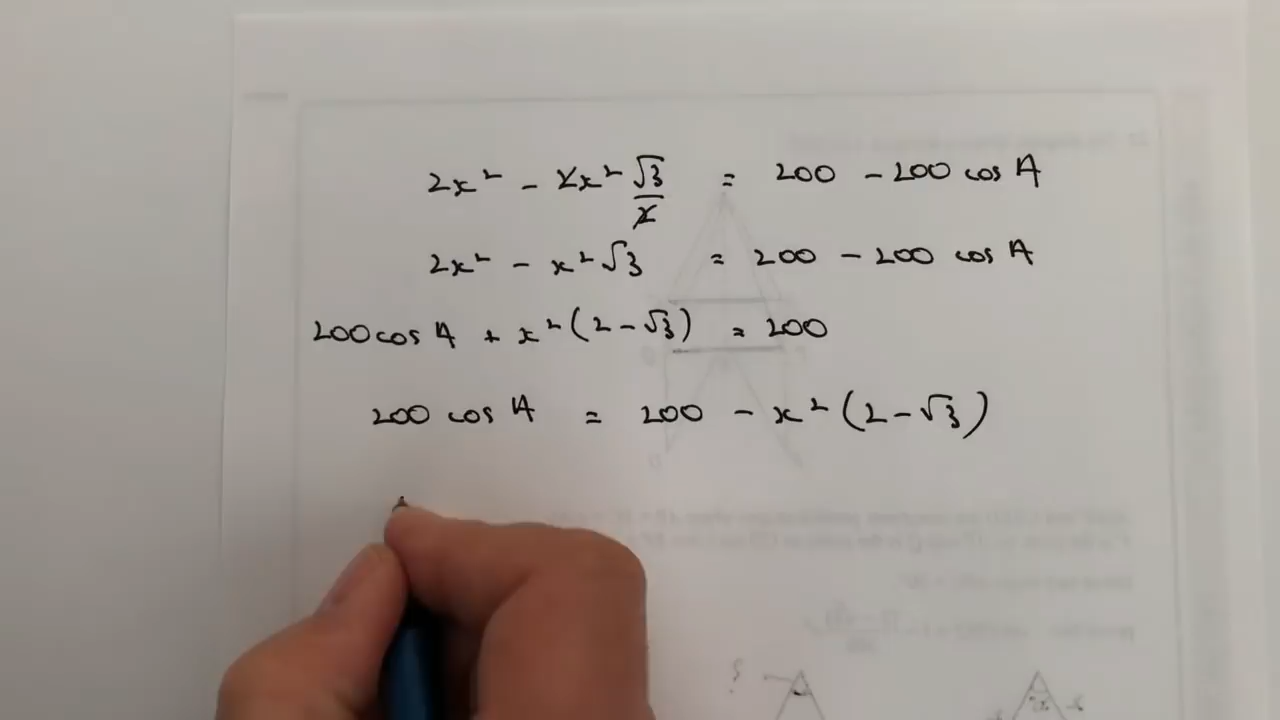 2x² - 2x² √3/2 = 200 - 200 cos A
2x² - x²√3 = 200 - 200 cos A
200 cos A + x²(2 - √3) = 200
200 cos A = 200 - x²(2 - √3)